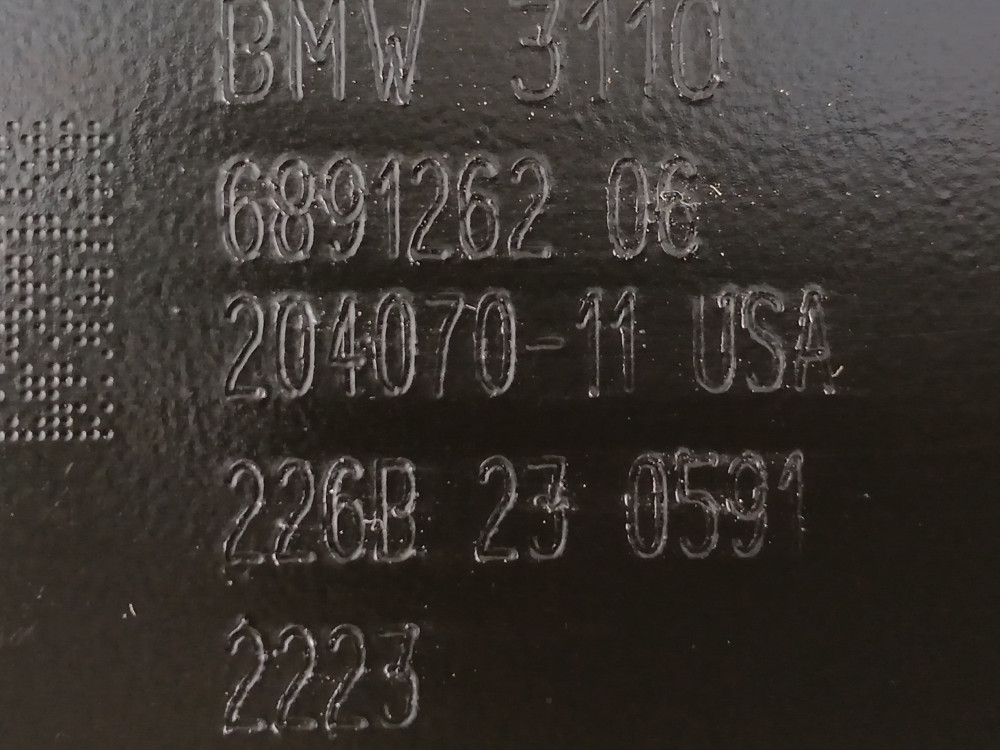 BMW 3110
6891262 06
204070-11 USA
226B 23 0591
2223